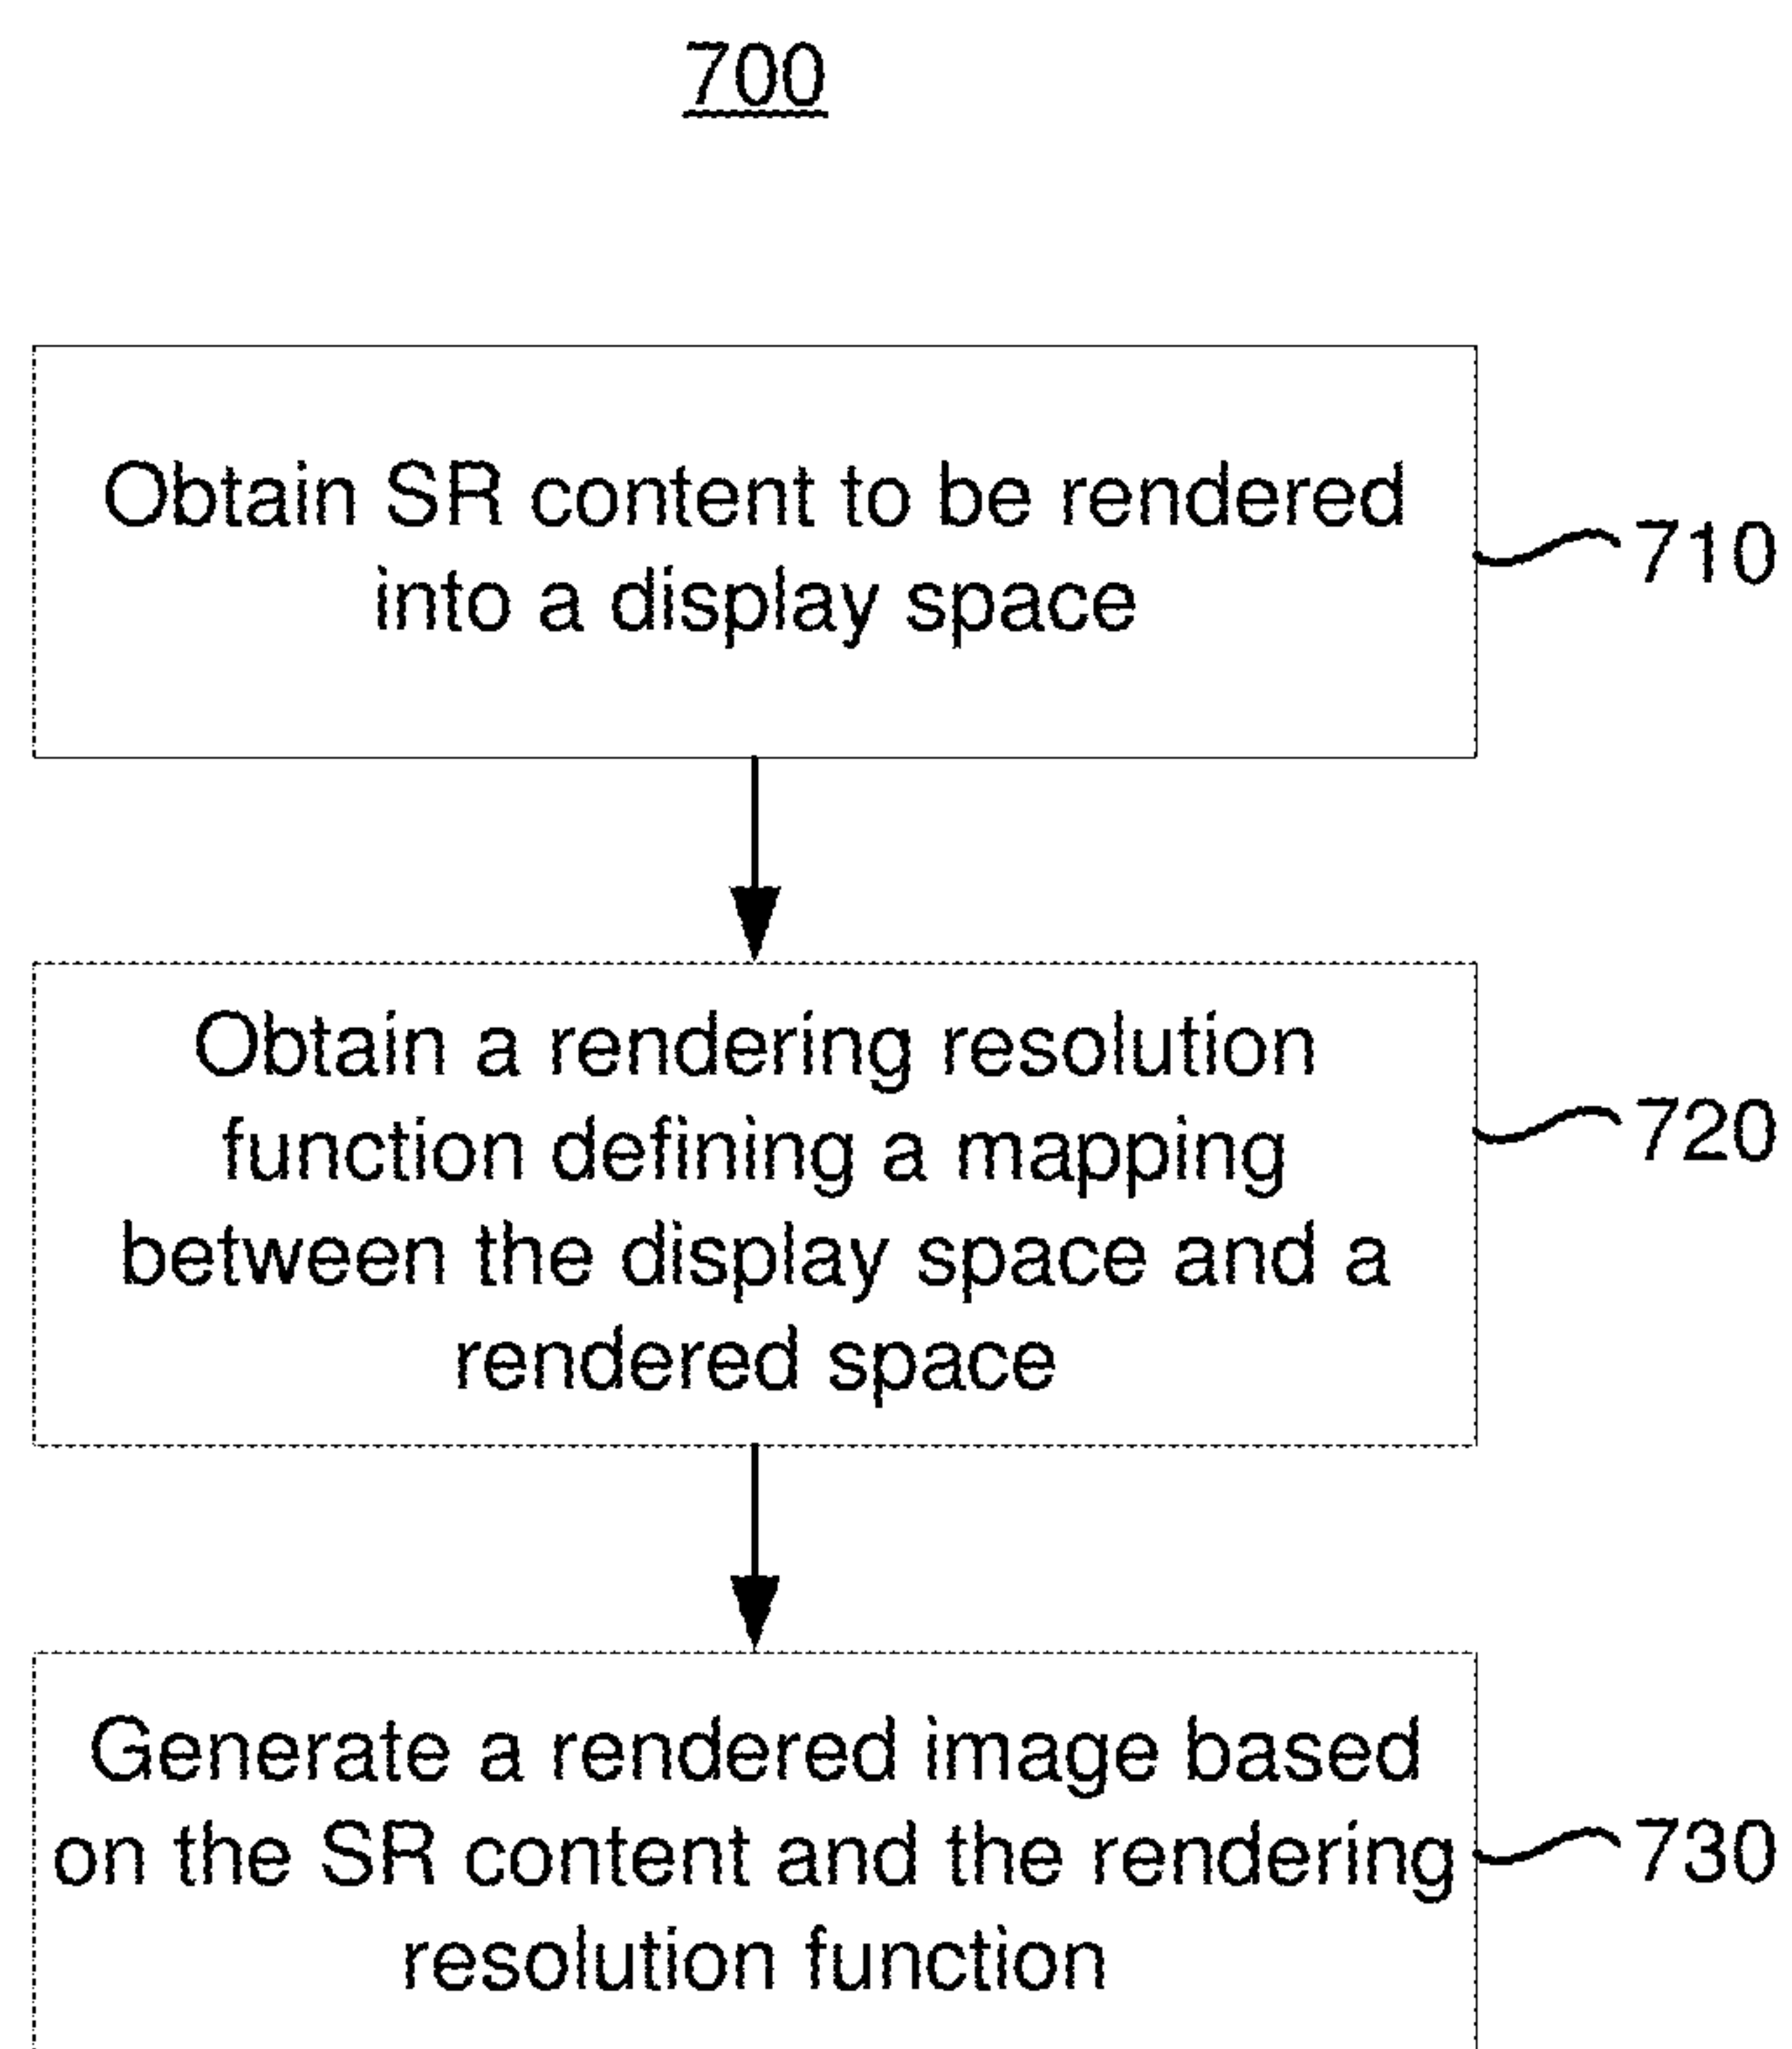 700
Obtain SR content to be rendered
into a display space
710
Obtain a rendering resolution
function defining a mapping
between the display space and a
rendered space
720
Generate a rendered image based
on the SR content and the rendering
resolution function
730